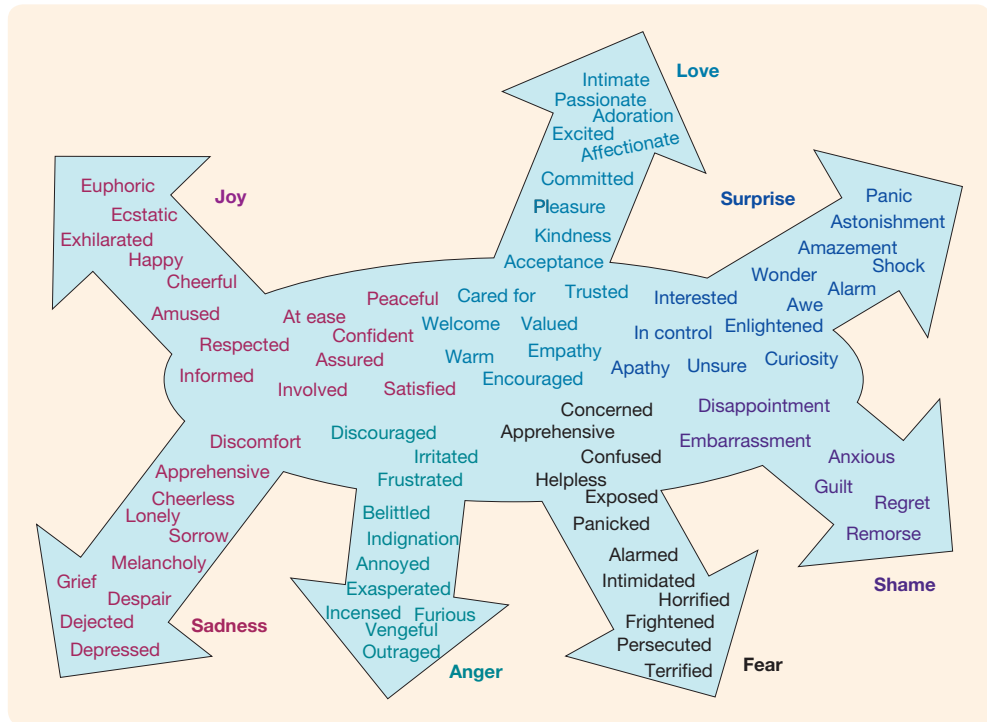 Love
Intimate
Passionate
Adoration
Excited
Affectionate
Committed
Pleasure
Kindness
Acceptance
Cared for
Trusted
Welcome
Valued
Warm
Empathy
Encouraged
Joy
Euphoric
Ecstatic
Exhilarated
Happy
Cheerful
Amused
Peaceful
At ease
Respected
Confident
Assured
Informed
Involved
Satisfied
Surprise
Panic
Astonishment
Amazement
Shock
Wonder
Alarm
Awe
Interested
In control
Enlightened
Apathy
Unsure
Curiosity
Discomfort
Apprehensive
Cheerless
Lonely
Sorrow
Melancholy
Grief
Despair
Dejected
Depressed
Sadness
Discouraged
Irritated
Frustrated
Belittled
Indignation
Annoyed
Exasperated
Incensed
Furious
Vengeful
Outraged
Anger
Concerned
Apprehensive
Confused
Helpless
Exposed
Panicked
Alarmed
Intimidated
Horrified
Frightened
Persecuted
Terrified
Fear
Disappointment
Embarrassment
Anxious
Guilt
Regret
Remorse
Shame